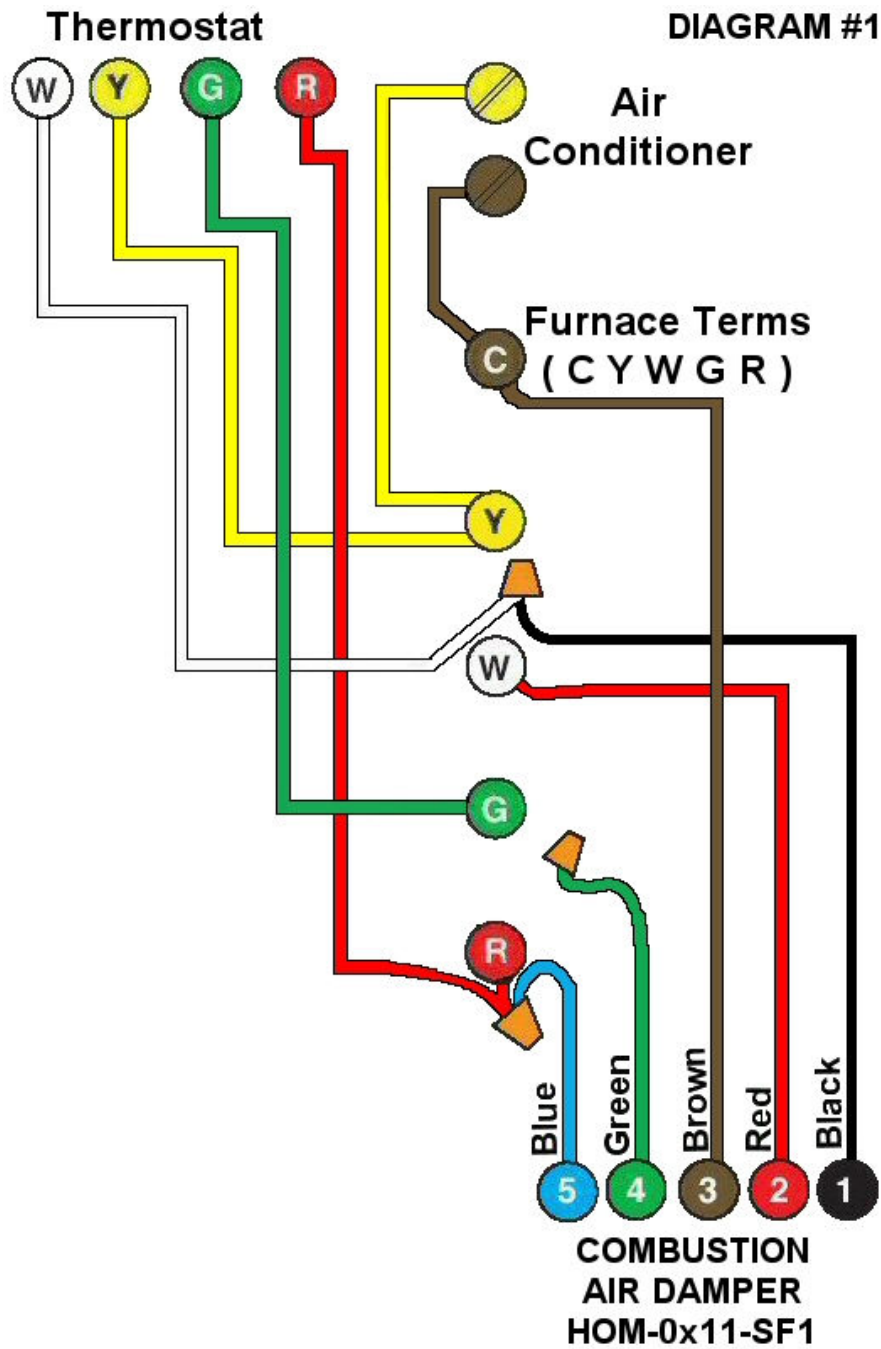 Thermostat
DIAGRAM #1
W Y G R
Air
Conditioner
Furnace Terms
( C Y W G R )
C
Y
W
G
R
Blue
Green
Brown
Red
Black
5 4 3 2 1
COMBUSTION
AIR DAMPER
HOM-0x11-SF1